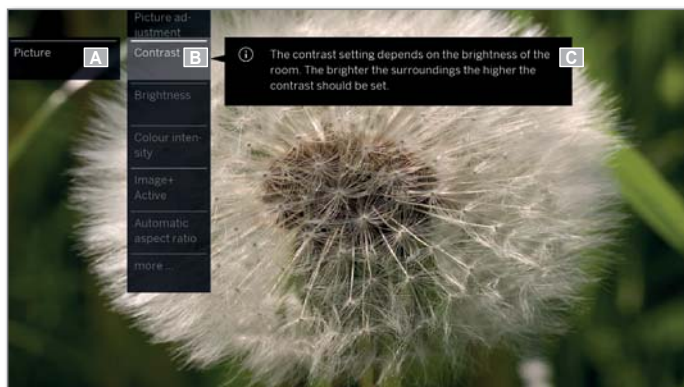 Picture ad-
justment
Picture
A
Contrast
B
The contrast setting depends on the brightness of the
room. The brighter the surroundings the higher the
contrast should be set.
C
Brightness
Colour inten-
sity
Image+
Active
Automatic
aspect ratio
more ...